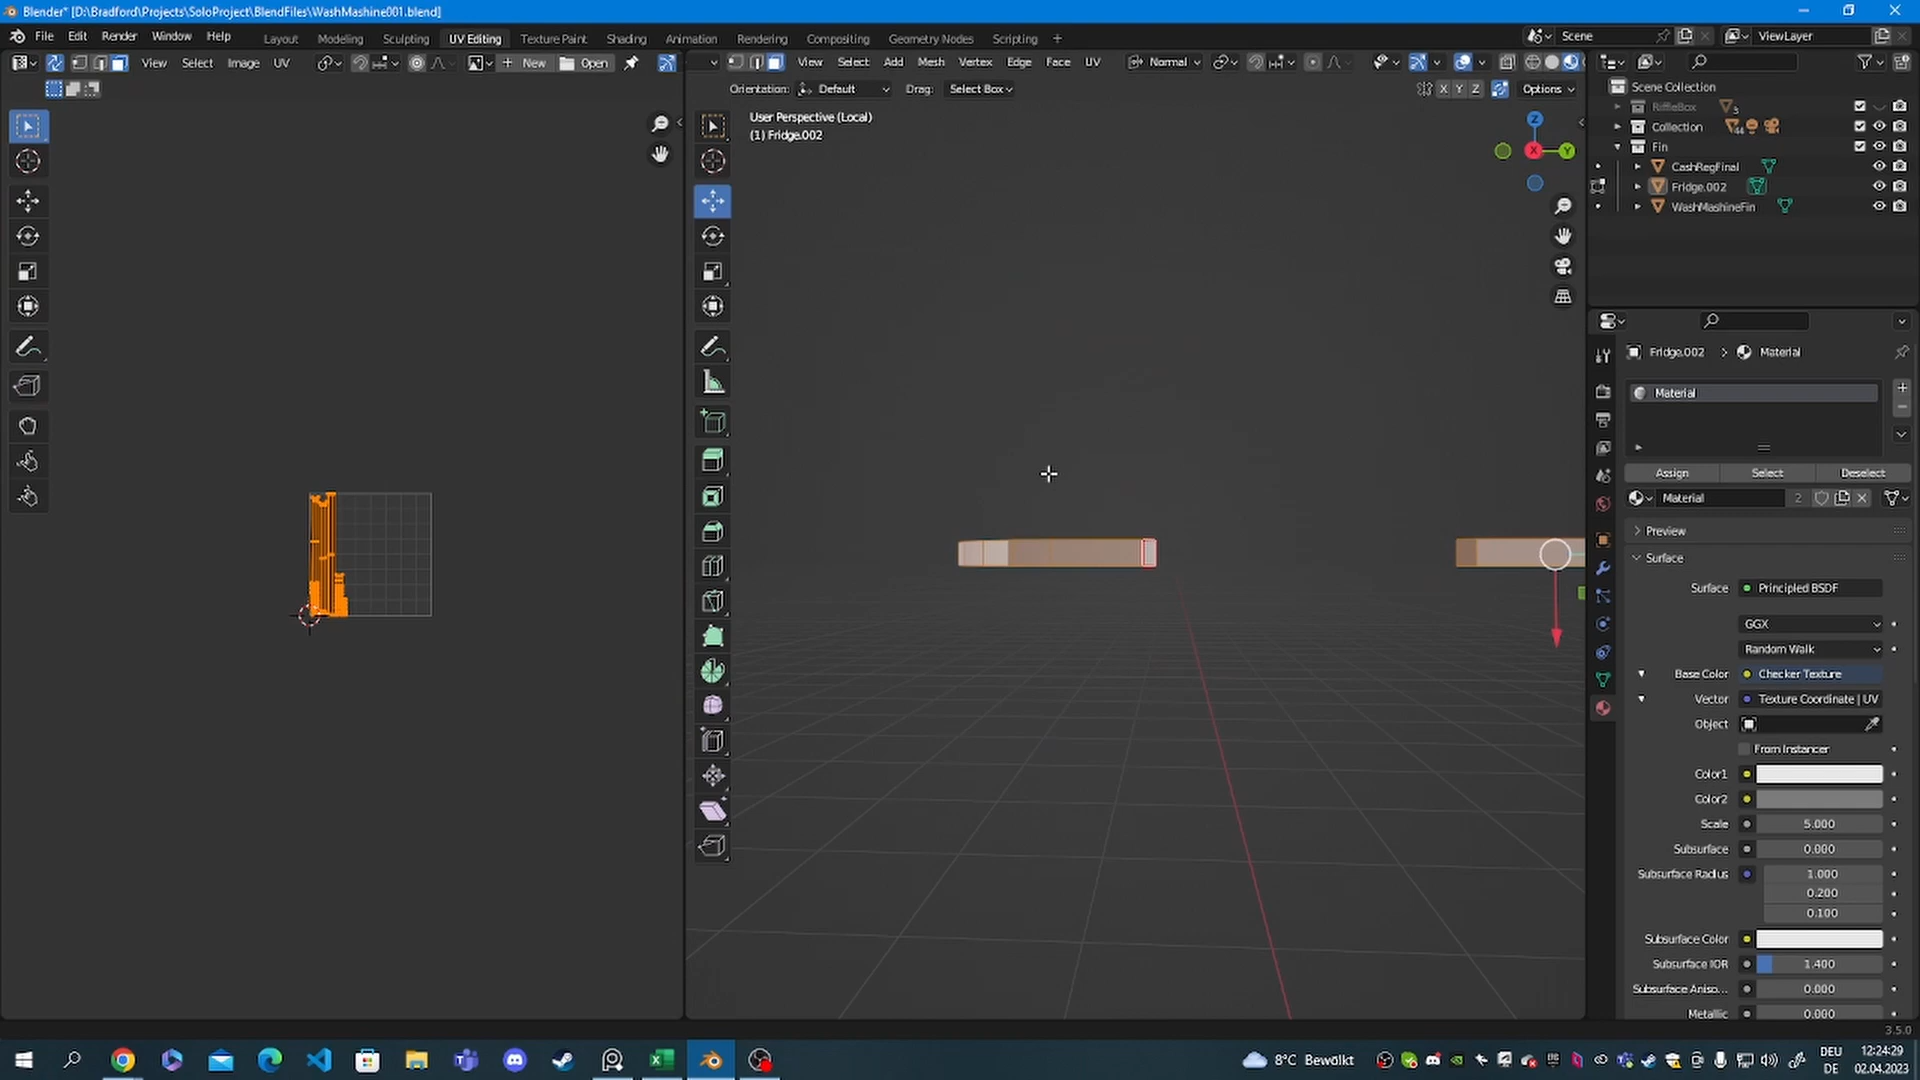 Blender* [D:\Bradford\Projects\SoloProject\BlendFiles\WashMashine001.blend]
File Edit Render Window Help Layout Modeling Sculpting UV Editing Texture Paint Shading Animation Rendering Compositing Geometry Nodes Scripting + Scene ViewLayer
View Select Image UV New Open View Select Add Mesh Vertex Edge Face UV Normal
Orientation: Default Drag: Select Box X Y Z Options
User Perspective (Local)
(1) Fridge.002
Z
X
Y
Scene Collection
RiffleBox 3
Collection 44
Fin
CashRegFinal
Fridge.002
WashMashineFin
Fridge.002 > Material
Material
Assign Select Deselect
Material 2
Preview
Surface
Surface Principled BSDF
GGX
Random Walk
Base Color Checker Texture
Vector Texture Coordinate | UV
Object
From Instancer
Color1
Color2
Scale 5.000
Subsurface 0.000
Subsurface Radius 1.000
0.200
0.100
Subsurface Color
Subsurface IOR 1.400
Subsurface Aniso... 0.000
Metallic 0.000
3.5.0
8°C Bewölkt
DEU
DE
12:24:29
02.04.2023